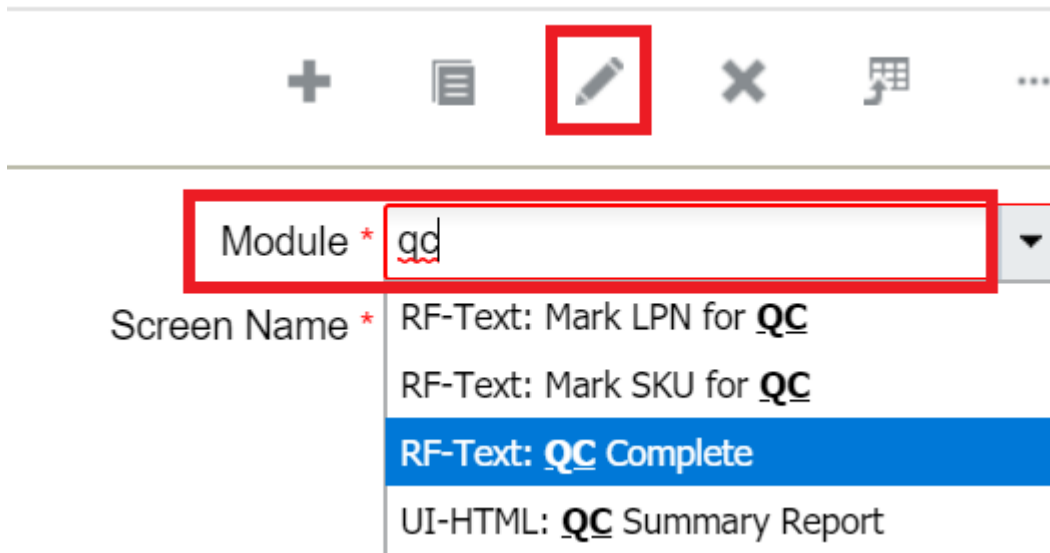 Module * qc
Screen Name *
RF-Text: Mark LPN for QC
RF-Text: Mark SKU for QC
RF-Text: QC Complete
UI-HTML: QC Summary Report